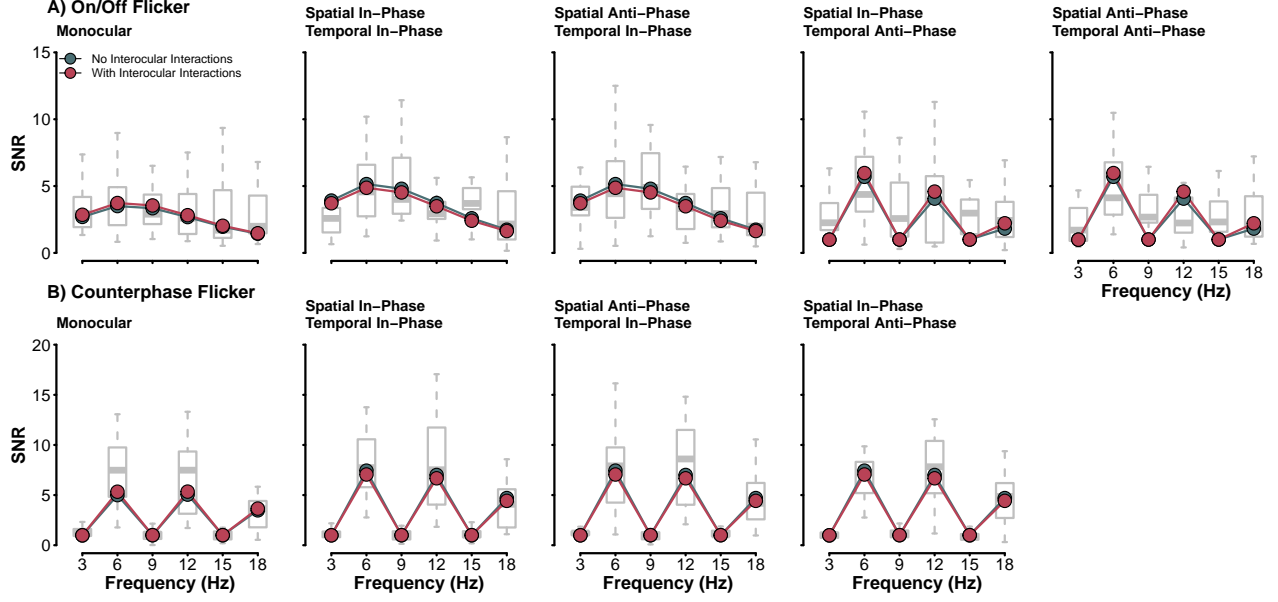 A) On/Off Flicker
Monocular
Spatial In−Phase
Temporal In−Phase
Spatial Anti−Phase
Temporal In−Phase
Spatial In−Phase
Temporal Anti−Phase
Spatial Anti−Phase
Temporal Anti−Phase
15
10
5
0
SNR
No Interocular Interactions
With Interocular Interactions
3 6 9 12 15 18
Frequency (Hz)
B) Counterphase Flicker
Monocular
Spatial In−Phase
Temporal In−Phase
Spatial Anti−Phase
Temporal In−Phase
Spatial In−Phase
Temporal Anti−Phase
20
15
10
5
0
SNR
3 6 9 12 15 18
Frequency (Hz)
3 6 9 12 15 18
Frequency (Hz)
3 6 9 12 15 18
Frequency (Hz)
3 6 9 12 15 18
Frequency (Hz)